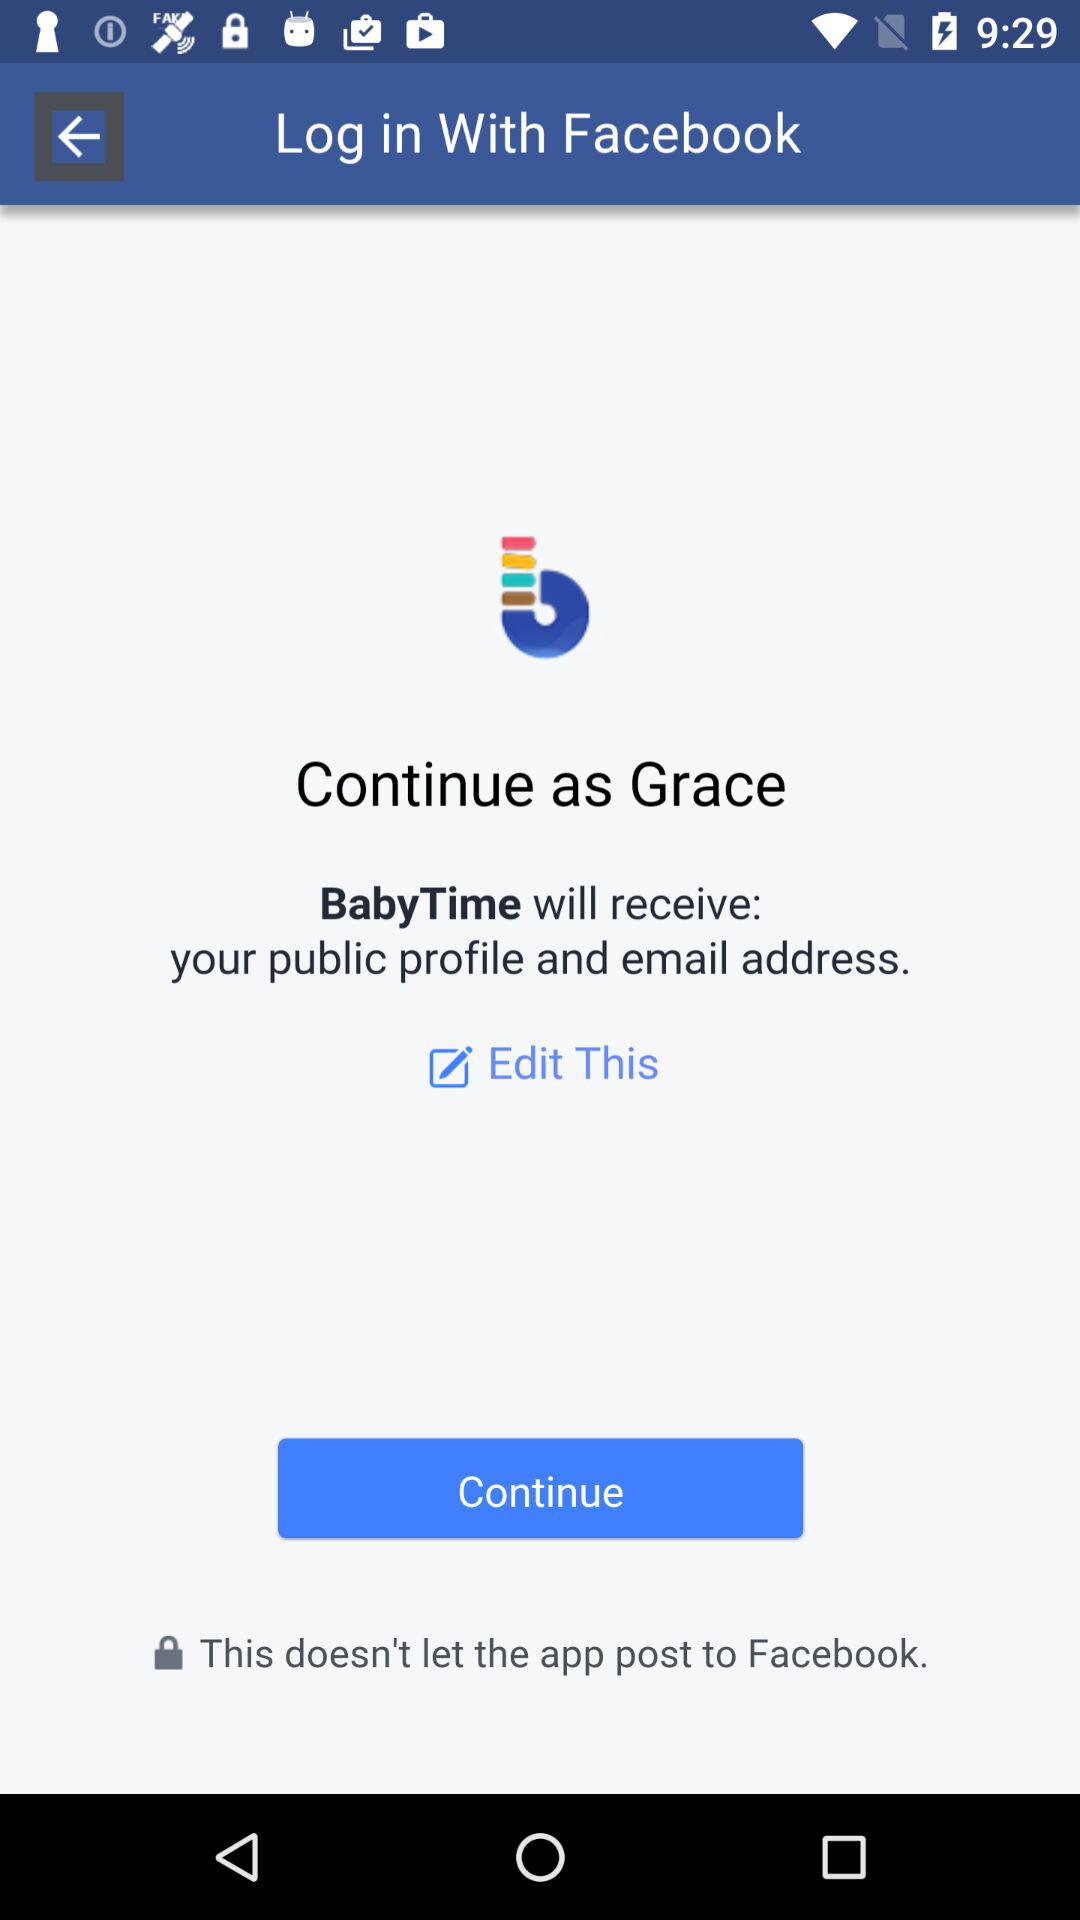 FAKE
9:29
Log in With Facebook
Continue as Grace
BabyTime will receive:
your public profile and email address.
Edit This
Continue
This doesn't let the app post to Facebook.